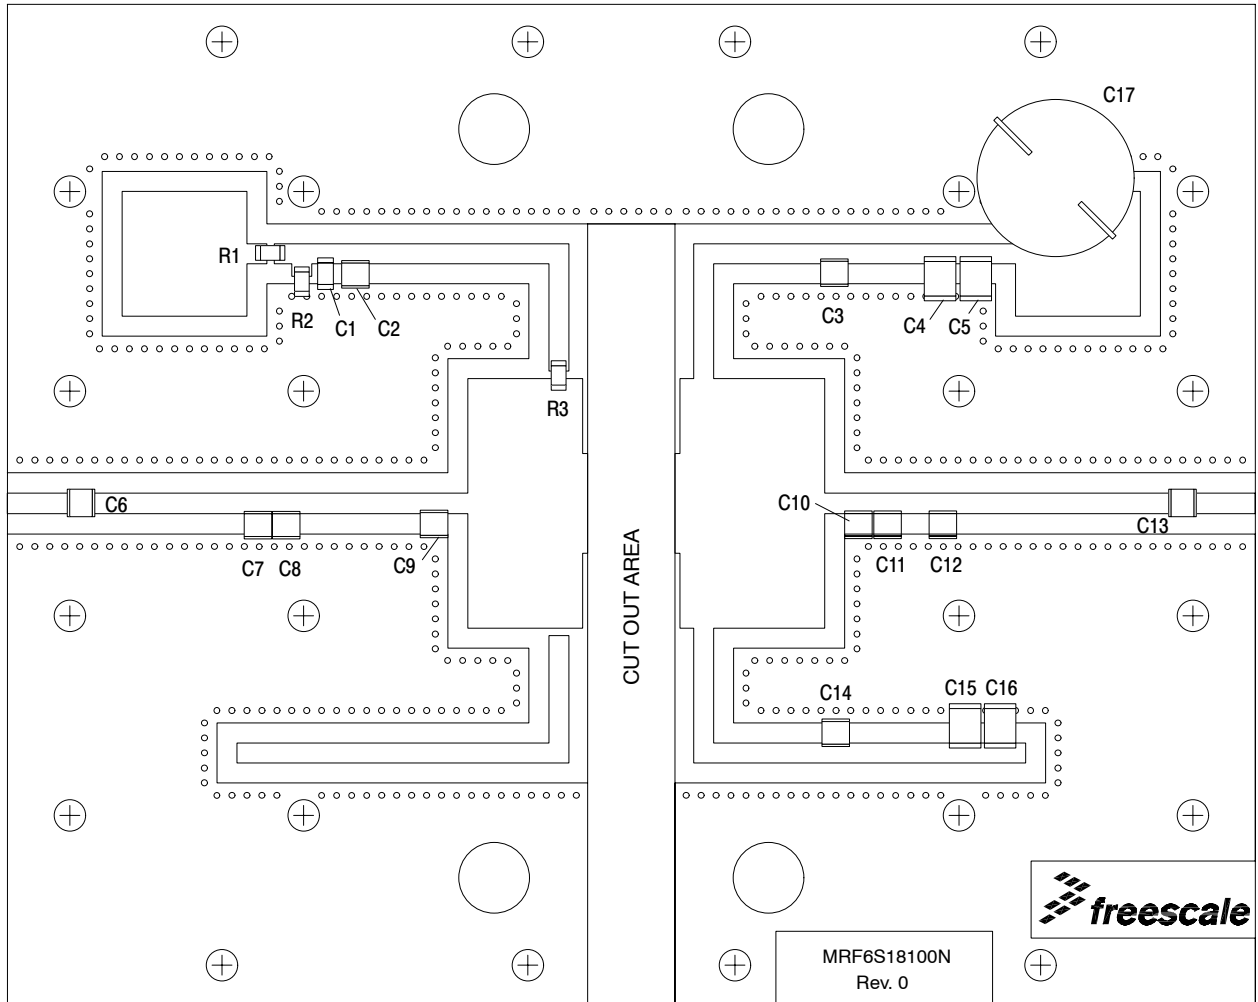 C17
R1
R2
C1
C2
C3
C4
C5
R3
C6
C7
C8
C9
C10
C11
C12
C13
CUT OUT AREA
C14
C15
C16
freescale
MRF6S18100N
Rev. 0